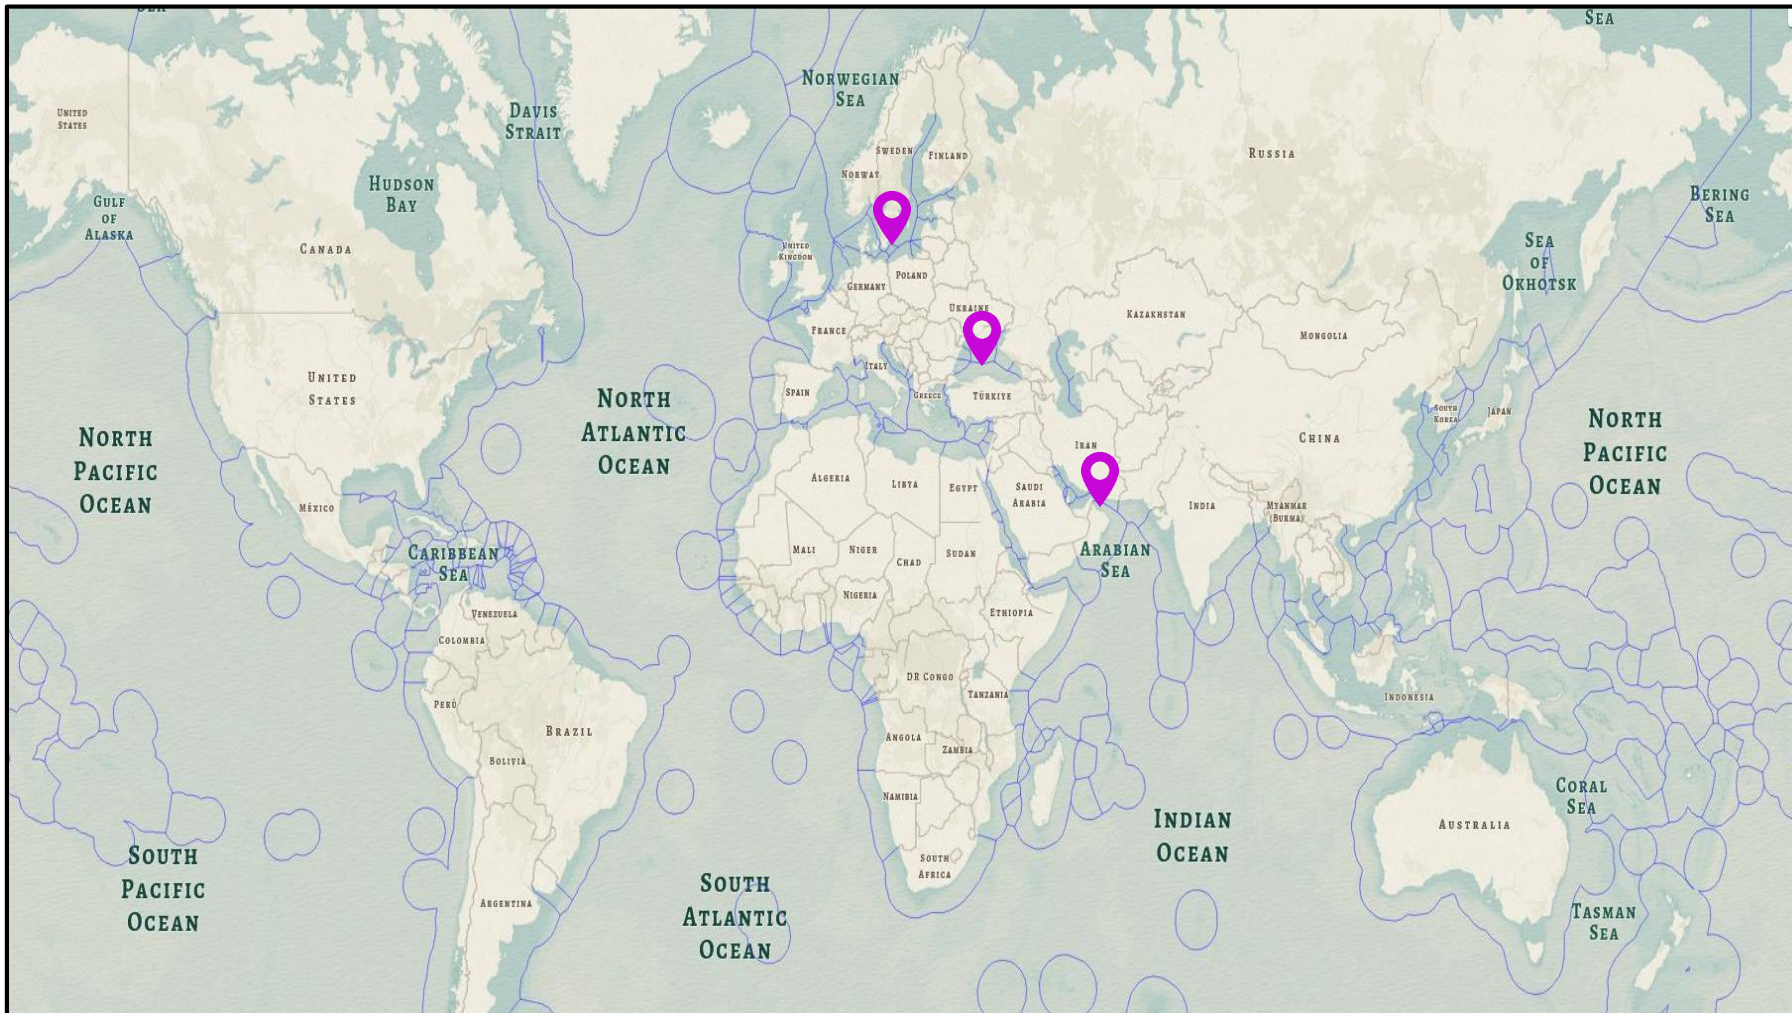 SEA
SEA
NORWEGIAN
SEA
DAVIS
STRAIT
UNITED
STATES
SWEDEN
FINLAND
NORWAY
RUSSIA
HUDSON
BAY
GULF
OF
ALASKA
BERING
SEA
CANADA
UNITED
KINGDOM
SEA
OF
OKHOTSK
POLAND
GERMANY
UKRAINE
KAZAKHSTAN
FRANCE
MONGOLIA
ITALY
UNITED
STATES
SPAIN
GREECE
TÜRKIYE
SOUTH
KOREA
JAPAN
NORTH
ATLANTIC
OCEAN
NORTH
PACIFIC
OCEAN
NORTH
PACIFIC
OCEAN
IRAN
CHINA
ALGERIA
LIBYA
EGYPT
SAUDI
ARABIA
MÉXICO
INDIA
MYANMAR
(BURMA)
CARIBBEAN
SEA
MALI
NIGER
CHAD
SUDAN
ARABIAN
SEA
NIGERIA
ETHIOPIA
VENEZUELA
COLOMBIA
DR CONGO
TANZANIA
INDONESIA
PERÚ
BRAZIL
ANGOLA
ZAMBIA
BOLIVIA
NAMIBIA
CORAL
SEA
INDIAN
OCEAN
AUSTRALIA
SOUTH
PACIFIC
OCEAN
SOUTH
AFRICA
SOUTH
ATLANTIC
OCEAN
ARGENTINA
TASMAN
SEA